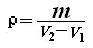 ρ = m / (V₂ − V₁)